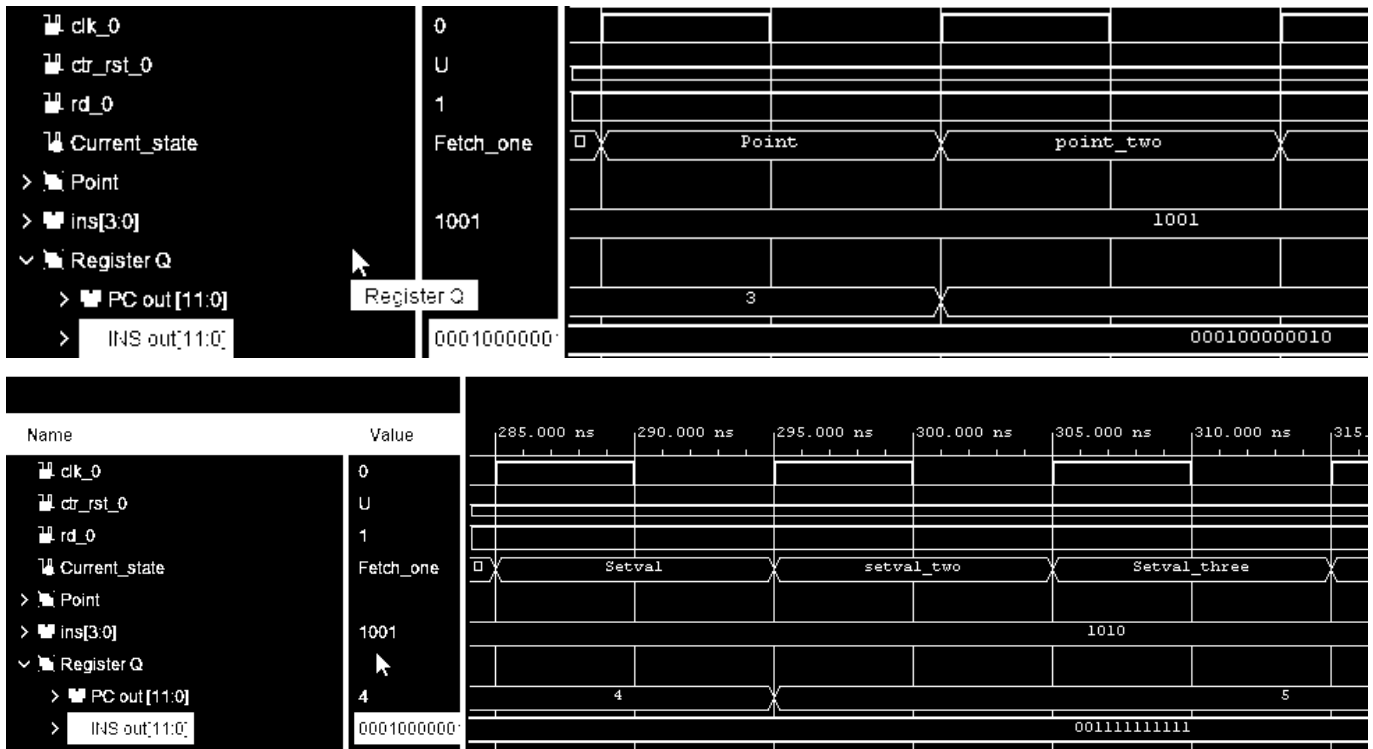 clk_0 0
ctr_rst_0 U
rd_0 1
Current_state Fetch_one Point point_two
> Point
> ins[3:0] 1001 1001
Register Q
Register Q
> PC out [11:0] 3
> INS out[11:0] 0001000000 000100000010
Name Value 285.000 ns 290.000 ns 295.000 ns 300.000 ns 305.000 ns 310.000 ns 315.
clk_0 0
ctr_rst_0 U
rd_0 1
Current_state Fetch_one Setval setval_two Setval_three
> Point
> ins[3:0] 1001 1010
Register Q
> PC out [11:0] 4 4 5
> INS out[11:0] 0001000000 001111111111